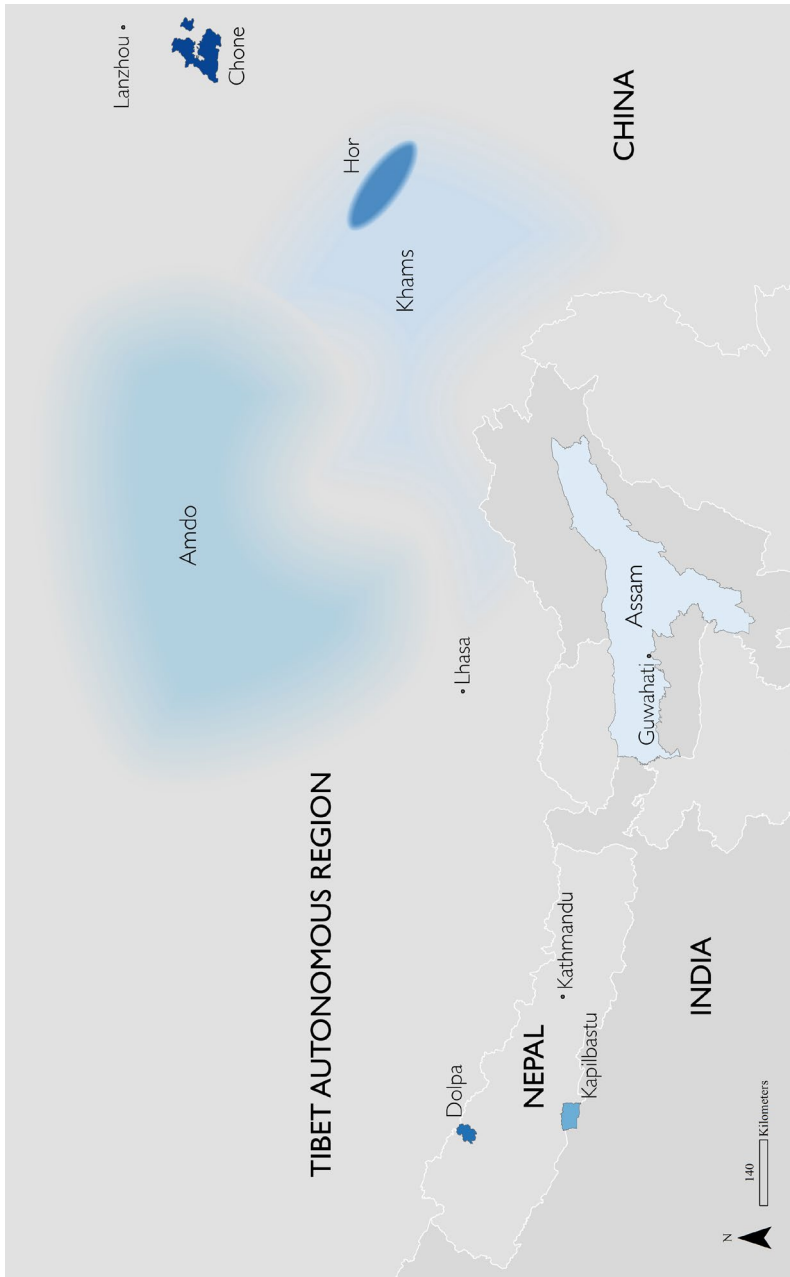 Lanzhou
Chone
Hor
CHINA
Khams
Amdo
Lhasa
Assam
Guwahati
TIBET AUTONOMOUS REGION
Kathmandu
Dolpa
NEPAL
Kapilbastu
INDIA
140
Kilometers
N